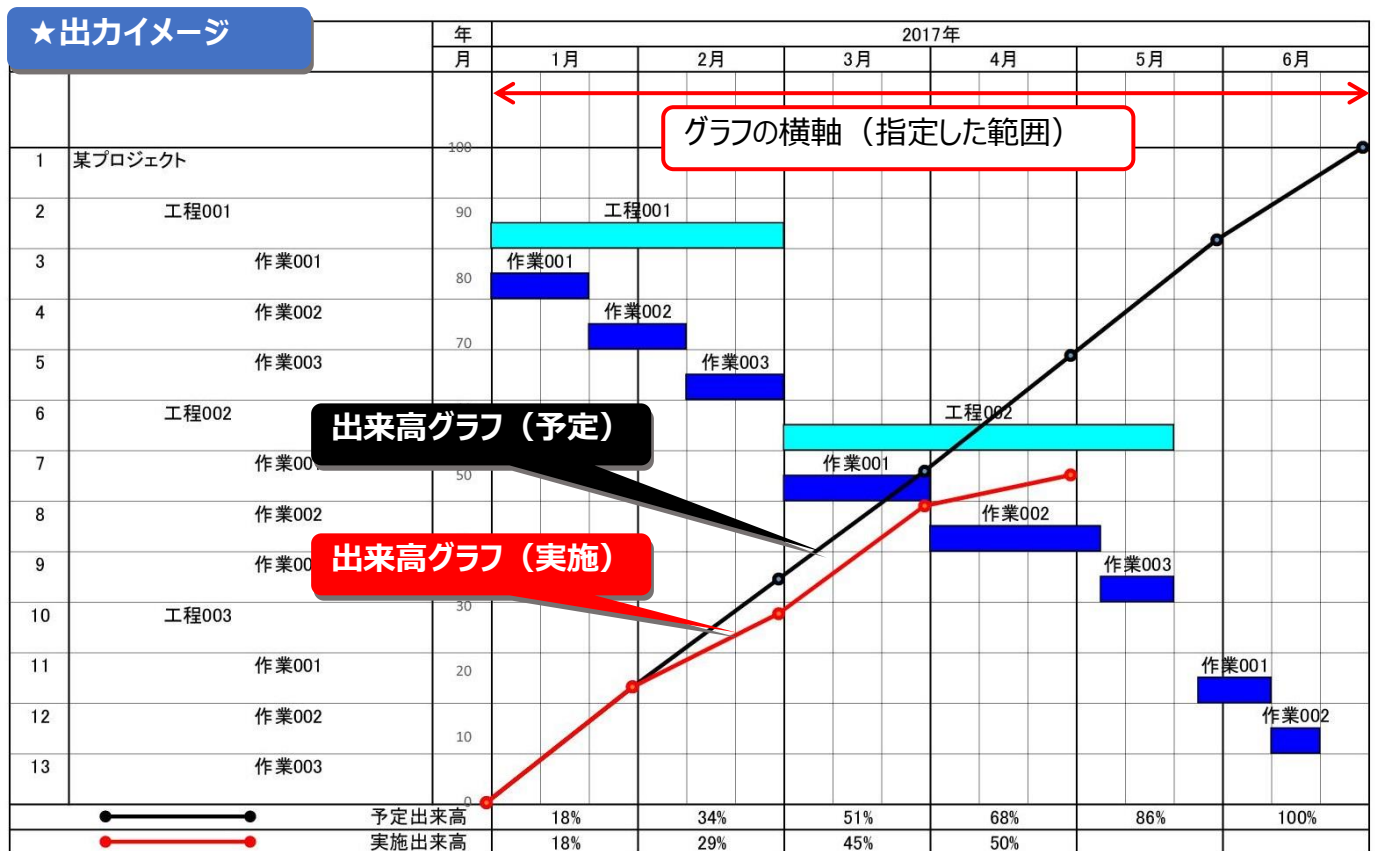 ★出力イメージ
年 2017年
月 1月 2月 3月 4月 5月 6月
グラフの横軸（指定した範囲）
100
1 某プロジェクト
2 工程001 90 工程001
3 作業001 80 作業001
4 作業002 作業002
70
5 作業003 作業003
6 工程002 工程002
出来高グラフ（予定）
7 作業001 50 作業001
8 作業002 作業002
出来高グラフ（実施）
9 作業00 作業003
10 工程003 30
11 作業001 20 作業001
12 作業002 10 作業002
13 作業003
0
予定出来高 18% 34% 51% 68% 86% 100%
実施出来高 18% 29% 45% 50%